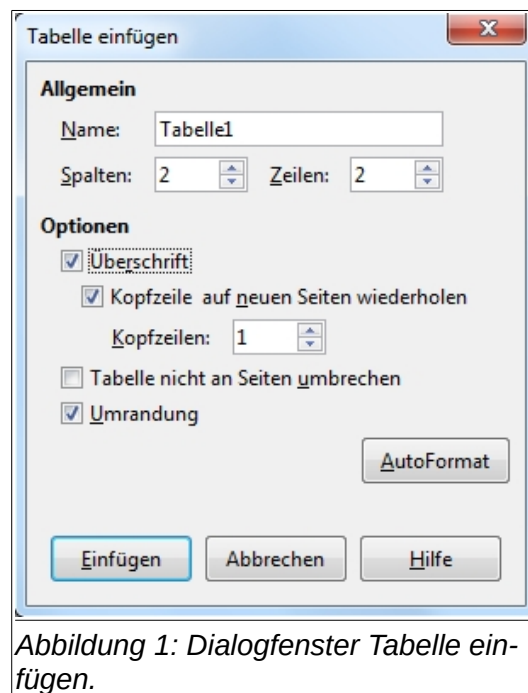 Tabelle einfügen
Allgemein
Name: Tabelle1
Spalten: 2 Zeilen: 2
Optionen
Überschrift
Kopfzeile auf neuen Seiten wiederholen
Kopfzeilen: 1
Tabelle nicht an Seiten umbrechen
Umrandung
AutoFormat
Einfügen Abbrechen Hilfe
Abbildung 1: Dialogfenster Tabelle ein-
fügen.